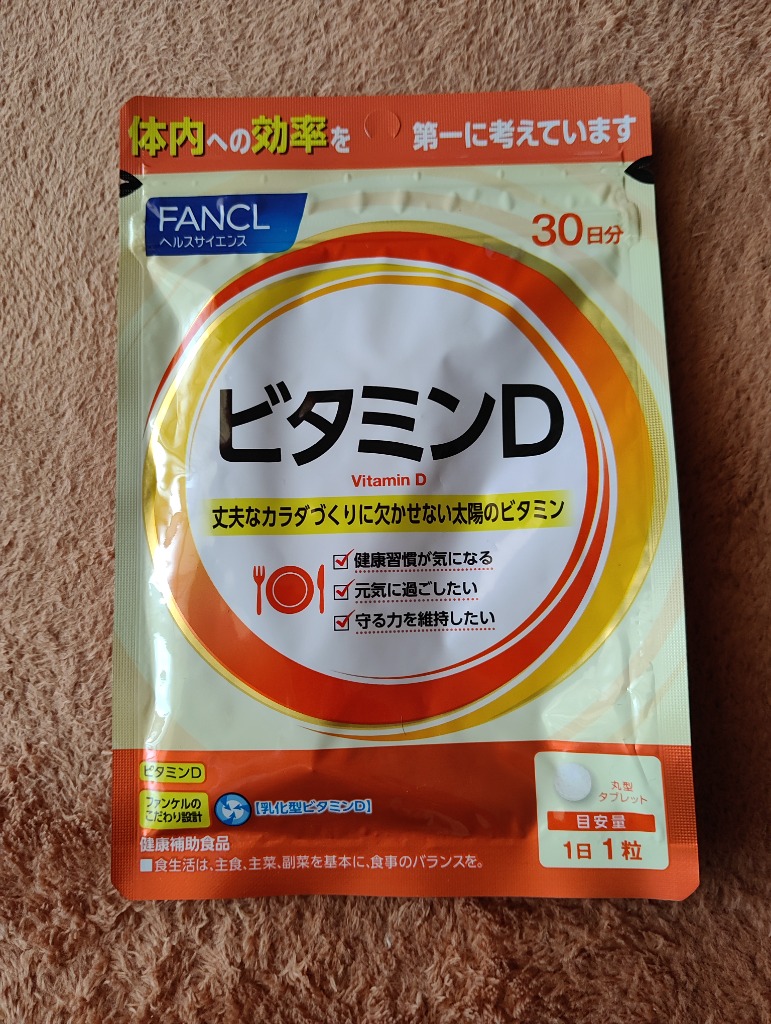 体内への効率を 第一に考えています
FANCL
ヘルスサイエンス
30日分
ビタミンD
Vitamin D
丈夫なカラダづくりに欠かせない太陽のビタミン
健康習慣が気になる
元気に過ごしたい
守る力を維持したい
ビタミンD
ファンケルの
こだわり設計
【乳化型ビタミンD】
健康補助食品
■食生活は、主食、主菜、副菜を基本に、食事のバランスを。
丸型
タブレット
目安量
1日1粒